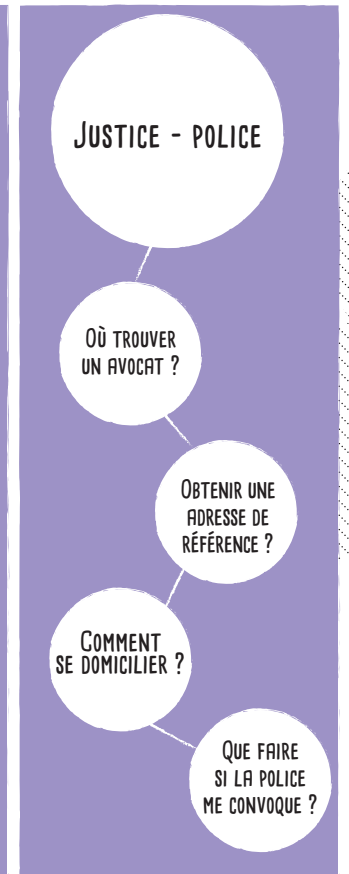 Justice - police
Où trouver
un avocat ?
Obtenir une
adresse de
référence ?
Comment
se domicilier ?
Que faire
si la police
me convoque ?